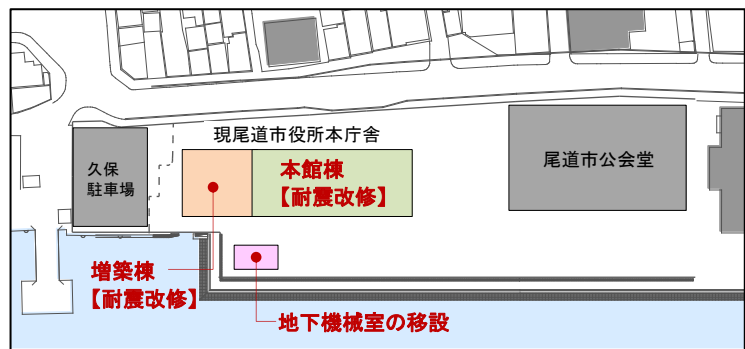 現尾道市役所本庁舎
久保
駐車場
本館棟
【耐震改修】
尾道市公会堂
増築棟
【耐震改修】
地下機械室の移設